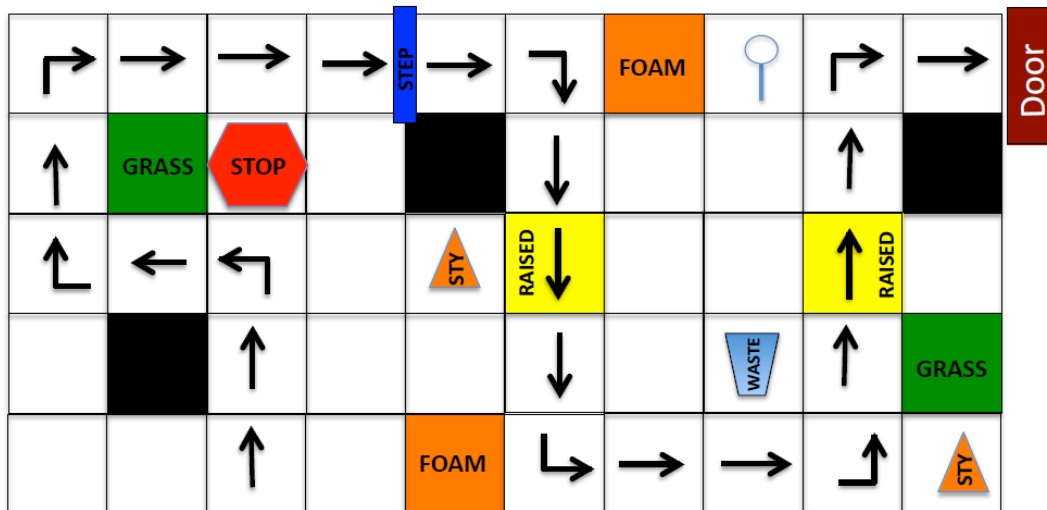 STEP
FOAM
Door
GRASS
STOP
STY
RAISED
RAISED
WASTE
GRASS
FOAM
STY